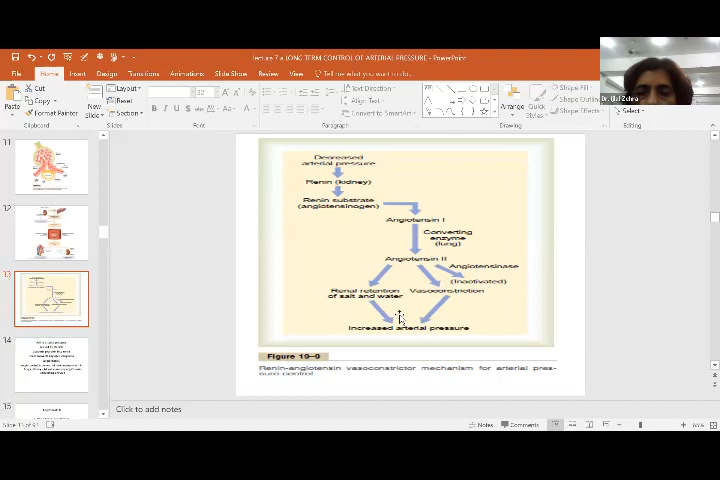 lecture 7 a LONG TERM CONTROL OF ARTERIAL PRESSURE - PowerPoint
File Home Insert Design Transitions Animations Slide Show Review View Tell me what you want to do...
Cut
Copy
Format Painter
Paste
Clipboard
New
Slide
Layout
Reset
Section
Slides
32
B I U S
Font
Text Direction
Align Text
Convert to SmartArt
Paragraph
Arrange
Quick
Styles
Shape Fill
Shape Outline
Shape Effects
Drawing
Select
Editing
11
12
13
14
15
Decreased
arterial pressure
Renin (kidney)
Renin substrate
(angiotensinogen)
Angiotensin I
Converting
enzyme
(lung)
Angiotensin II
Angiotensinase
(Inactivated)
Renal retention
of salt and water
Vasoconstriction
Increased arterial pressure
Figure 19-9
Renin-angiotensin vasoconstrictor mechanism for arterial pres-
sure control
Click to add notes
Notes
Comments